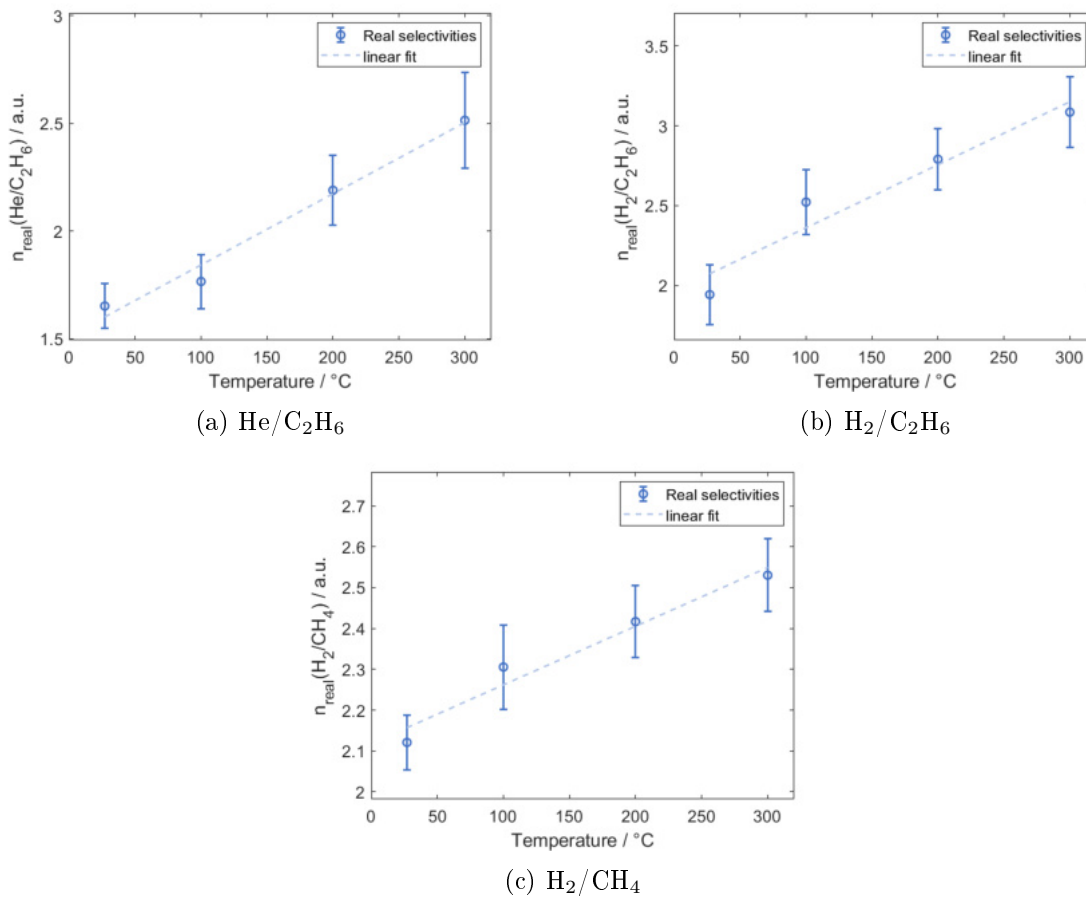 3
2.5
2
1.5
n_real(He/C₂H₆) / a.u.
Real selectivities
linear fit
0 50 100 150 200 250 300
Temperature / °C
(a) He/C₂H₆
3.5
3
2.5
2
n_real(H₂/C₂H₆) / a.u.
Real selectivities
linear fit
0 50 100 150 200 250 300
Temperature / °C
(b) H₂/C₂H₆
2.7
2.6
2.5
2.4
2.3
2.2
2.1
2
n_real(H₂/CH₄) / a.u.
Real selectivities
linear fit
0 50 100 150 200 250 300
Temperature / °C
(c) H₂/CH₄